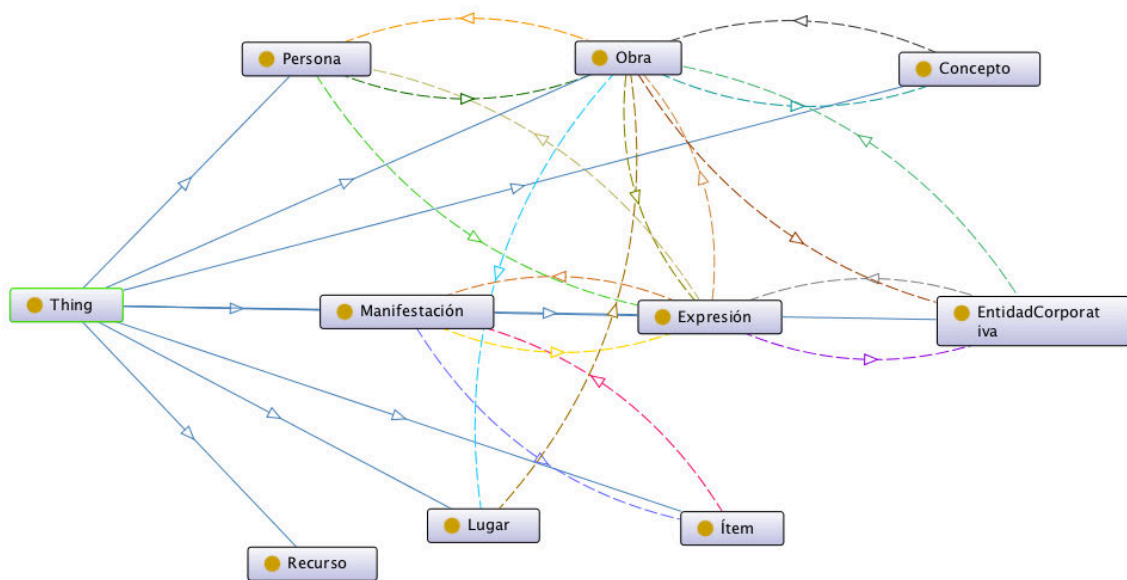 Persona
Obra
Concepto
Thing
Manifestación
Expresión
EntidadCorporat
iva
Lugar
Ítem
Recurso